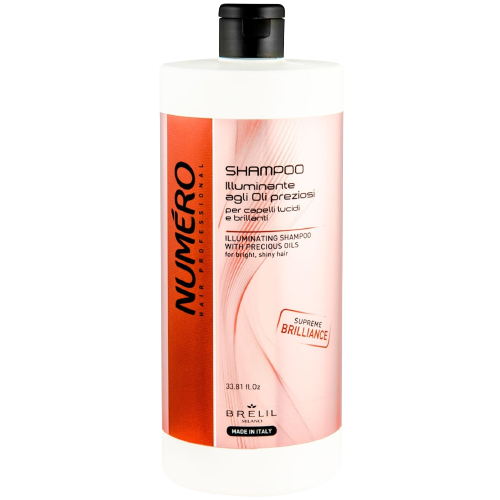 NUMÉRO
HAIR PROFESSIONAL
SHAMPOO
Illuminante
agli Oli preziosi
per capelli lucidi
e brillanti
ILLUMINATING SHAMPOO
WITH PRECIOUS OILS
for bright, shiny hair
SUPREME
BRILLIANCE
33.81 fl.Oz
BRELIL
MILANO
MADE IN ITALY